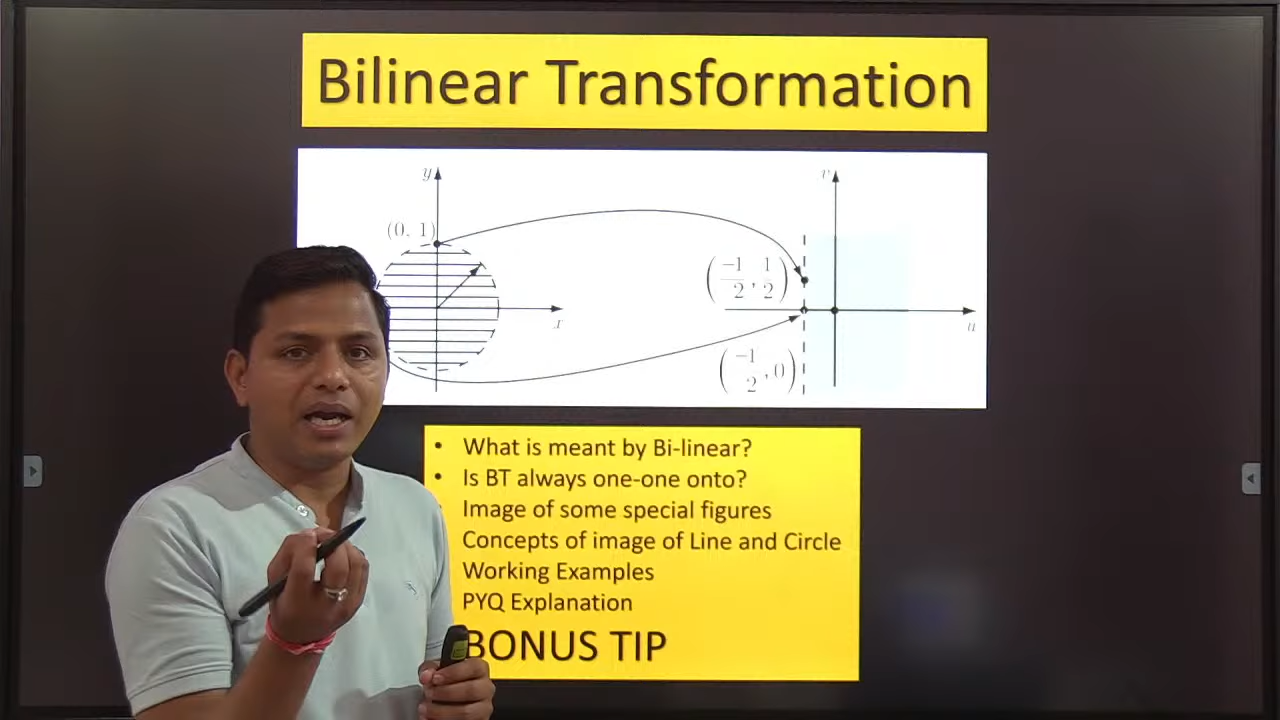 Bilinear Transformation
y
v
(0, 1)
(-1/2, 1/2)
x
u
(-1/2, 0)
• What is meant by Bi-linear?
• Is BT always one-one onto?
Image of some special figures
Concepts of image of Line and Circle
Working Examples
PYQ Explanation
BONUS TIP